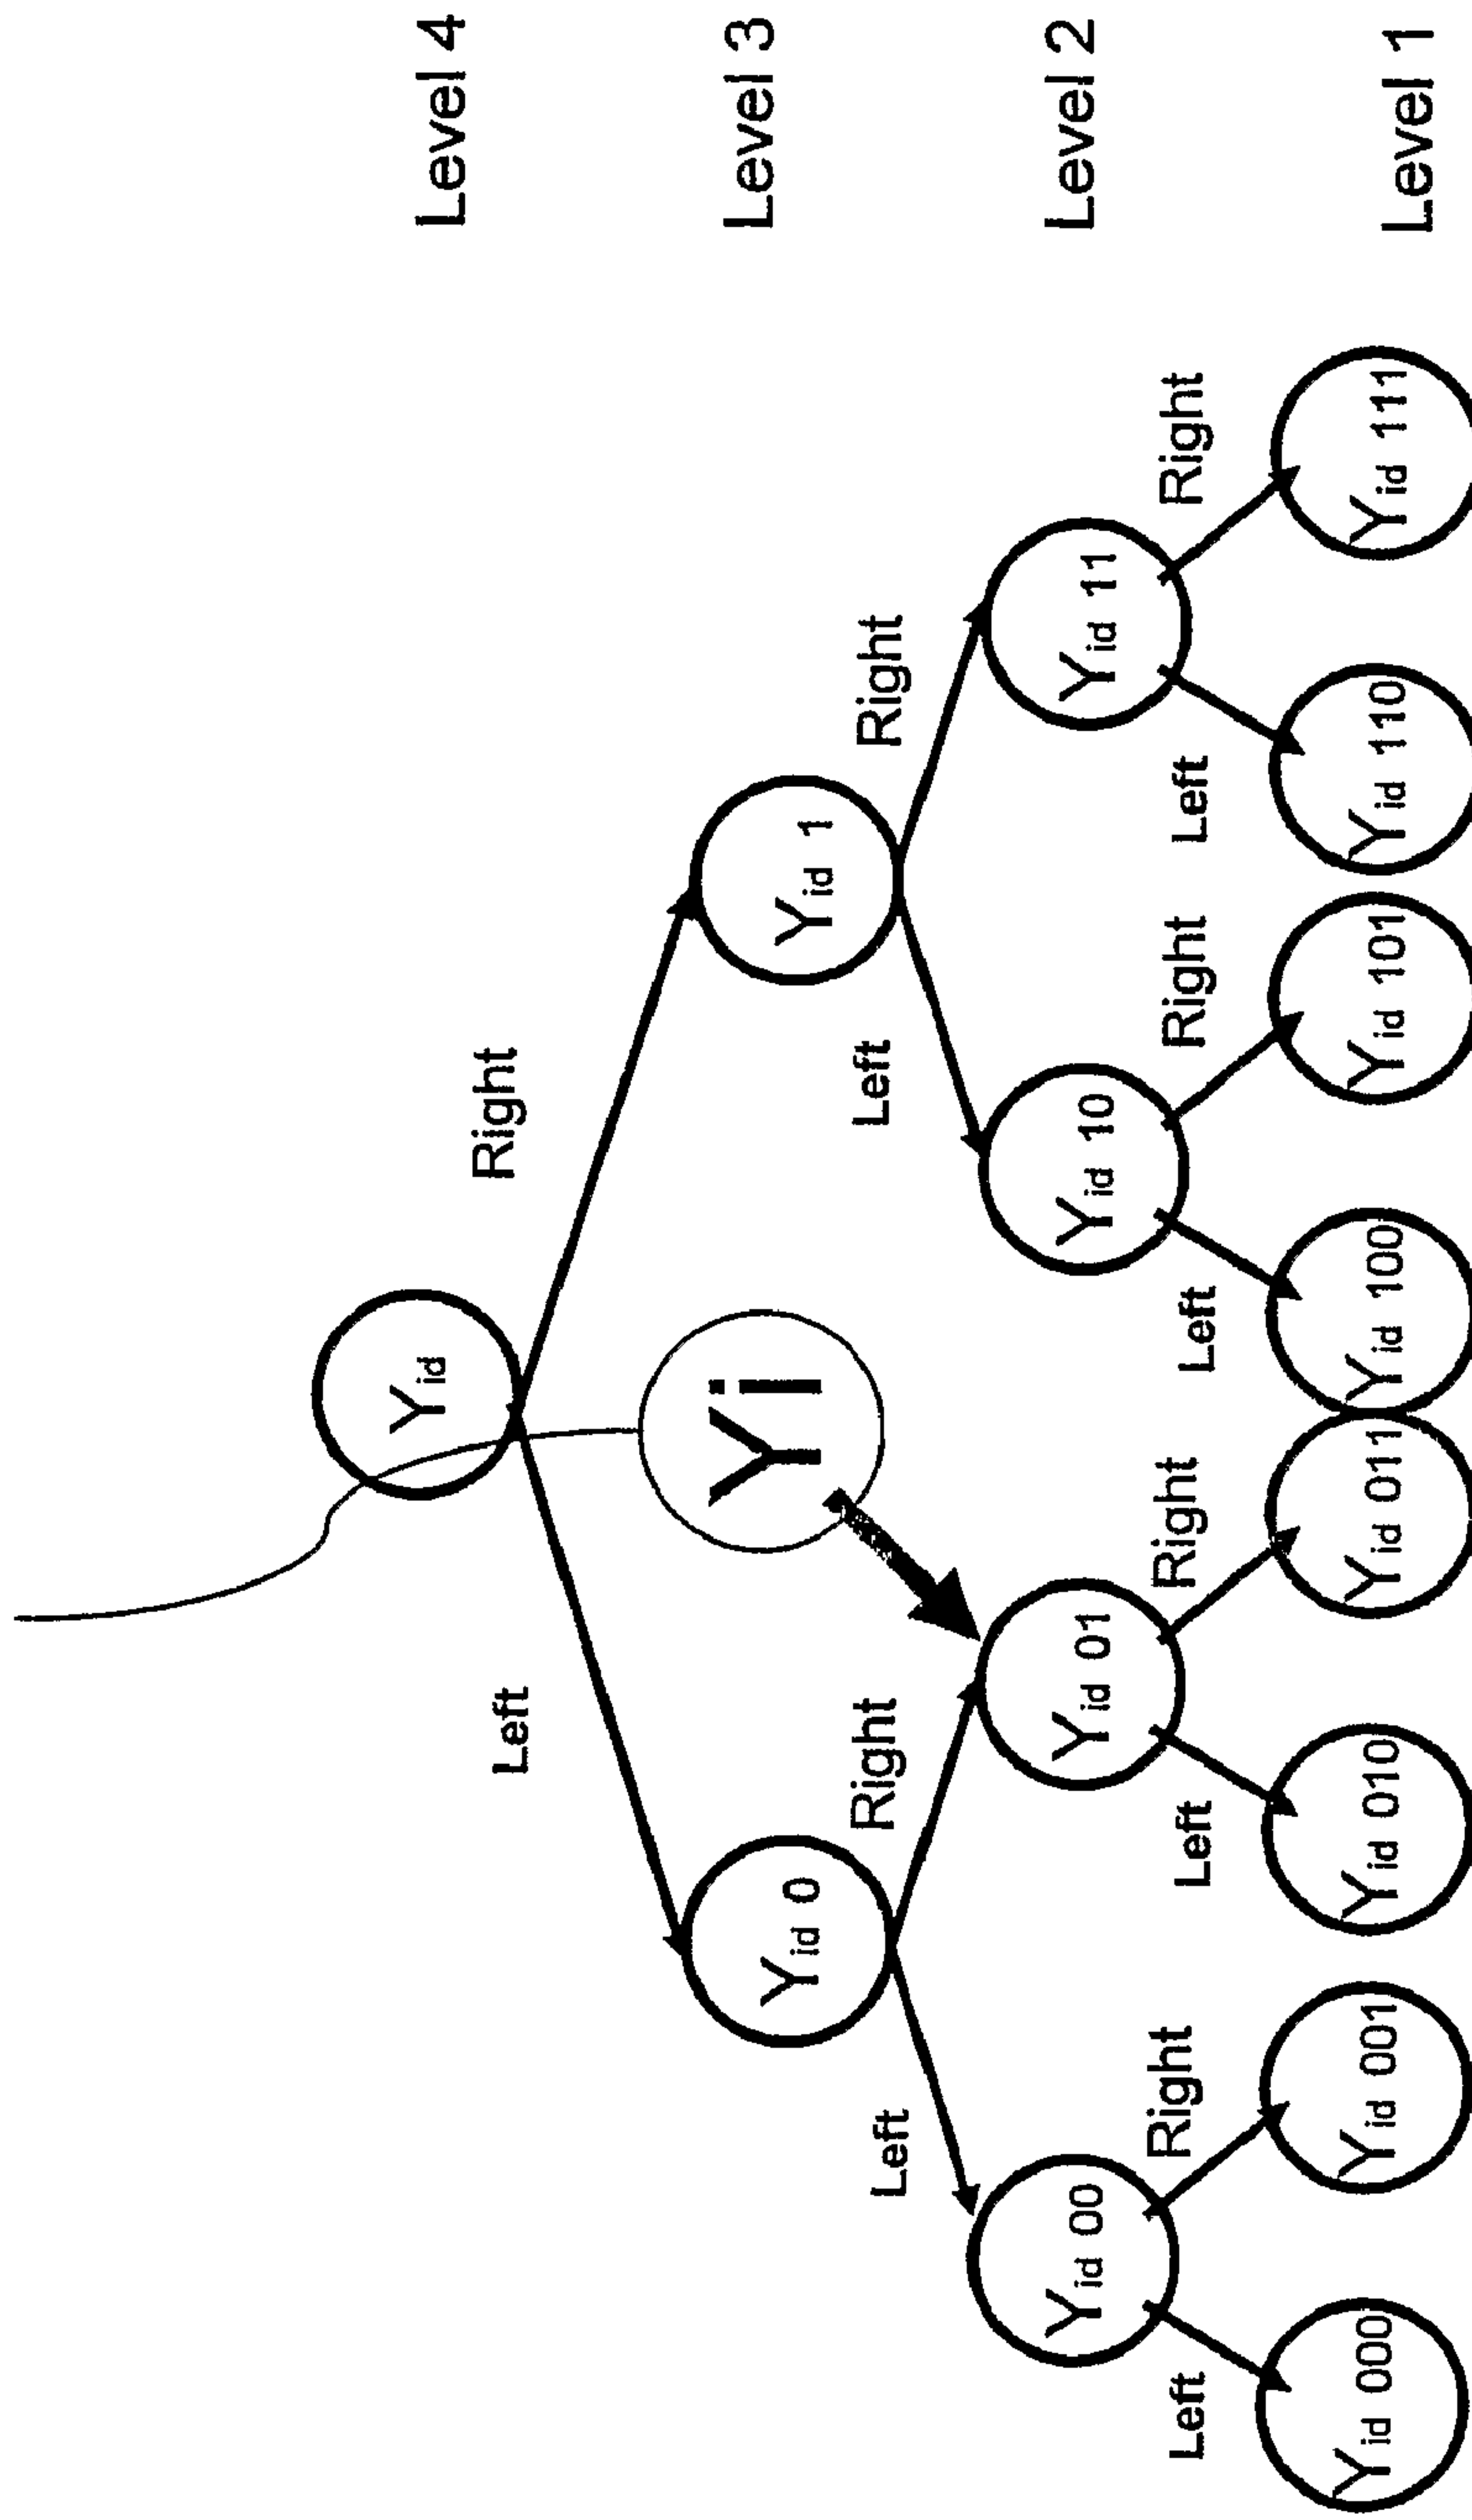 Level 4
Level 3
Level 2
Level 1
Yid
Right
Left
Yi
Yid 0
Yid 1
Left
Right
Left
Right
Yid 00
Yid 01
Yid 10
Yid 11
Left
Right
Left
Right
Left
Right
Left
Right
Yid 000
Yid 001
Yid 010
Yid 011
Yid 100
Yid 101
Yid 110
Yid 111